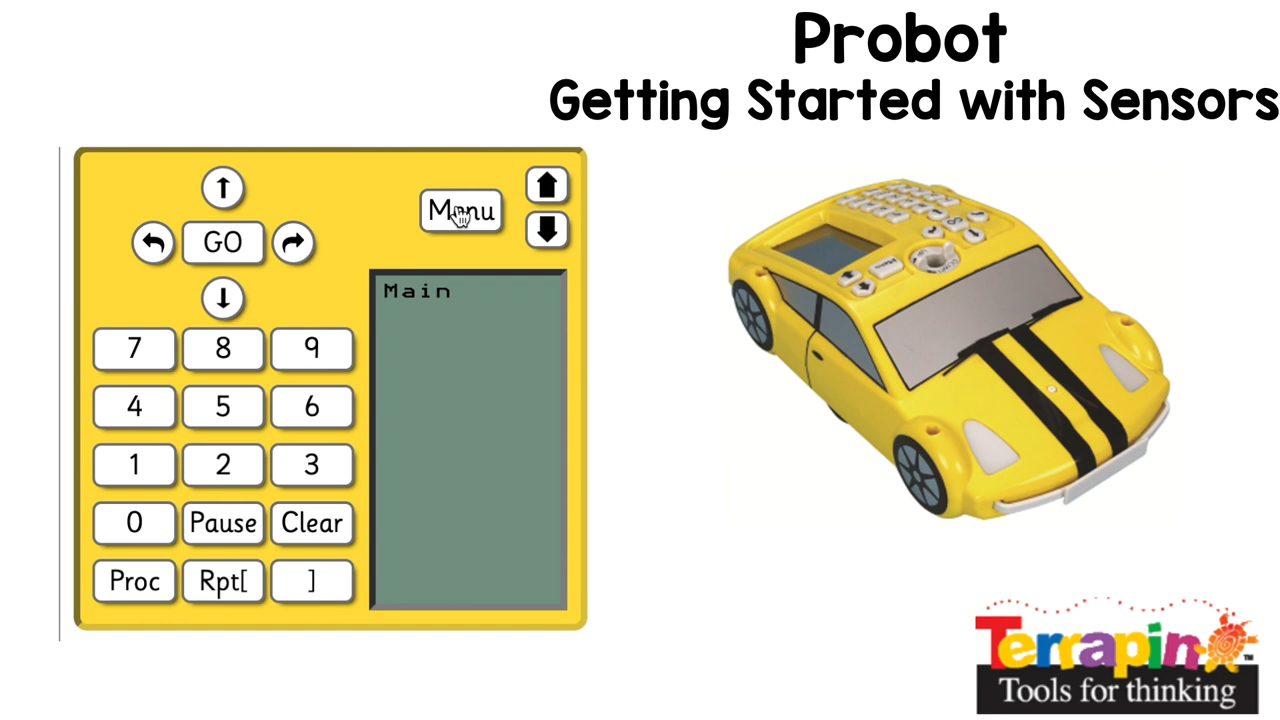 Probot
Getting Started with Sensors
↑
Menu
GO
Main
7 8 9
4 5 6
1 2 3
0 Pause Clear
Proc Rpt[ ]
Terrapin™
Tools for thinking